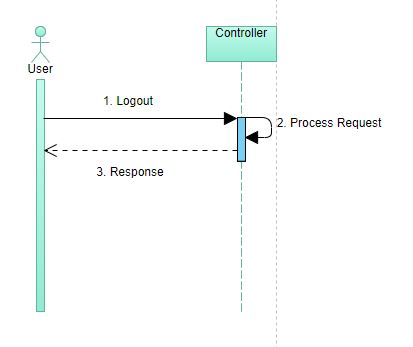 Controller
User
1. Logout
2. Process Request
3. Response